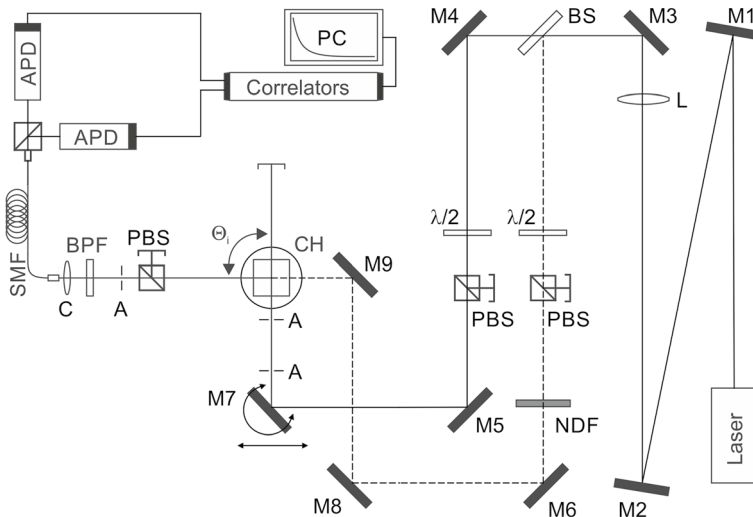 M4
BS
M3
M1
PC
APD
Correlators
APD
L
λ/2
λ/2
SMF
BPF
PBS
Θi
CH
M9
C
A
A
PBS
PBS
A
M7
M5
NDF
Laser
M8
M6
M2